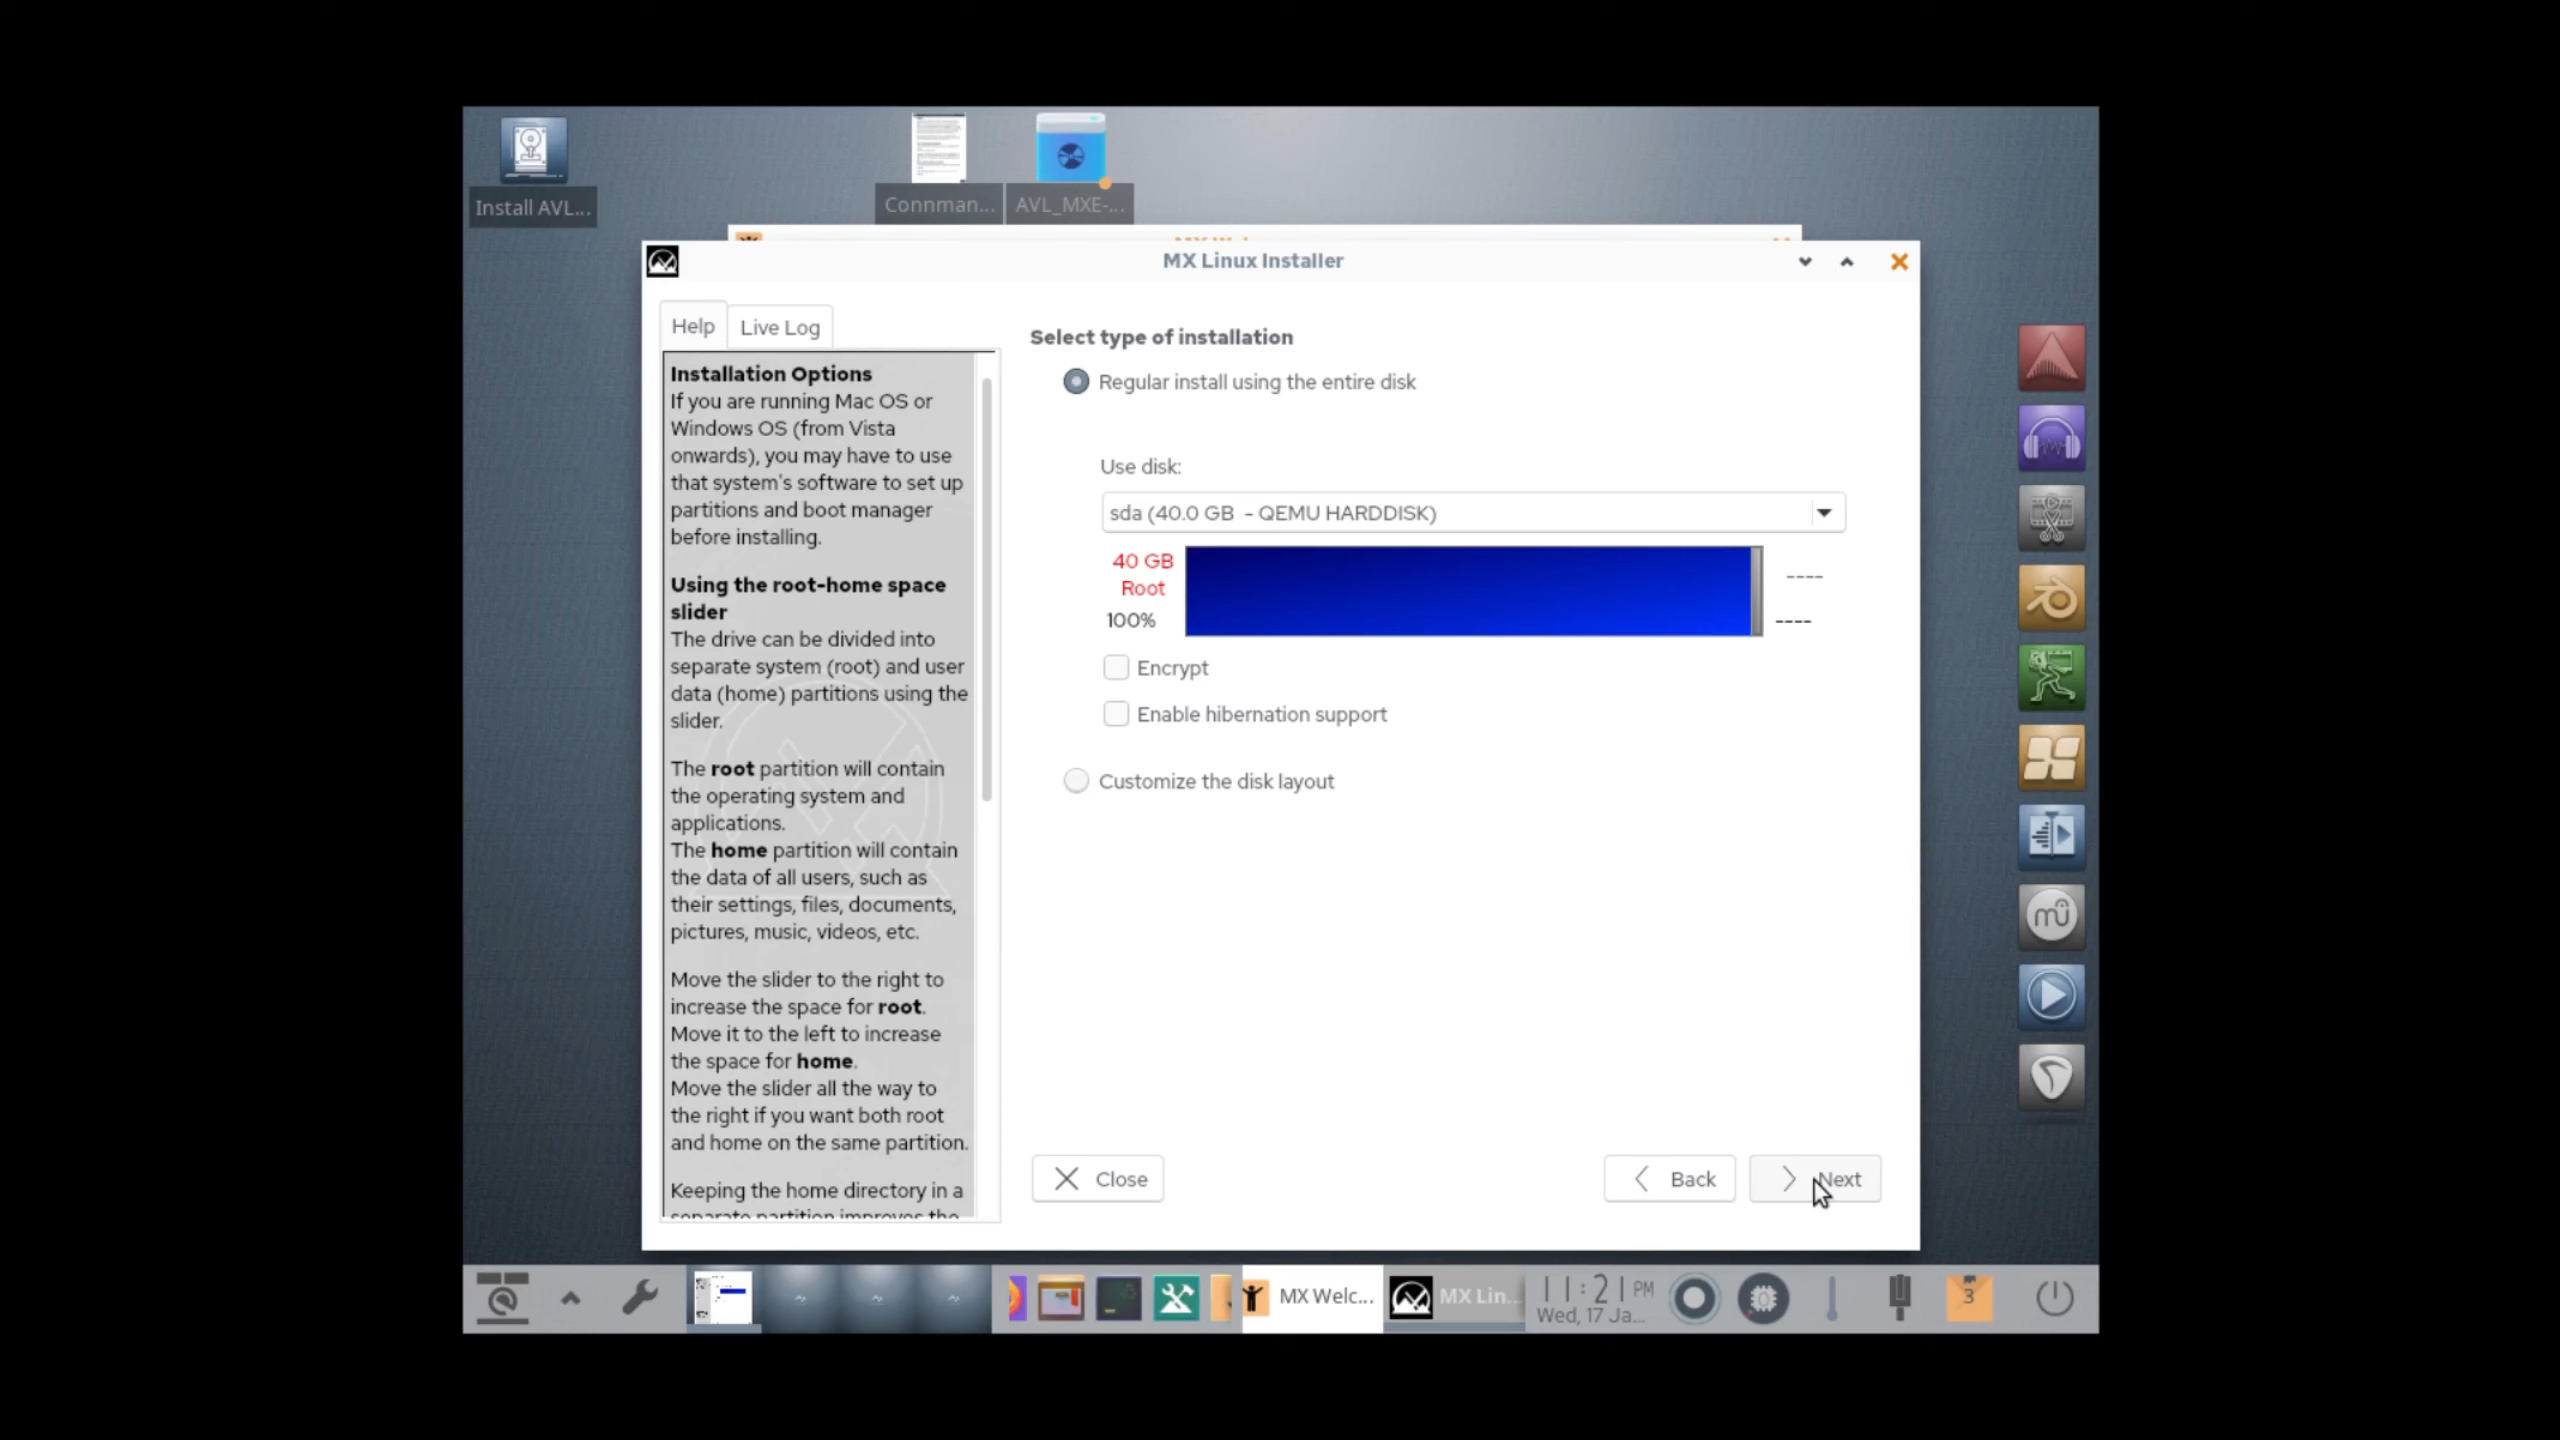 Install AVL...
Connman...
AVL_MXE-...
MX Linux Installer
Help
Live Log
Installation Options
If you are running Mac OS or
Windows OS (from Vista
onwards), you may have to use
that system's software to set up
partitions and boot manager
before installing.
Using the root-home space
slider
The drive can be divided into
separate system (root) and user
data (home) partitions using the
slider.
The root partition will contain
the operating system and
applications.
The home partition will contain
the data of all users, such as
their settings, files, documents,
pictures, music, videos, etc.
Move the slider to the right to
increase the space for root.
Move it to the left to increase
the space for home.
Move the slider all the way to
the right if you want both root
and home on the same partition.
Keeping the home directory in a
separate partition improves the
Select type of installation
Regular install using the entire disk
Use disk:
sda (40.0 GB - QEMU HARDDISK)
40 GB
Root
100%
----
----
Encrypt
Enable hibernation support
Customize the disk layout
Close
Back
Next
MX Welc...
MX Lin...
11:21 PM
Wed, 17 Ja...
3